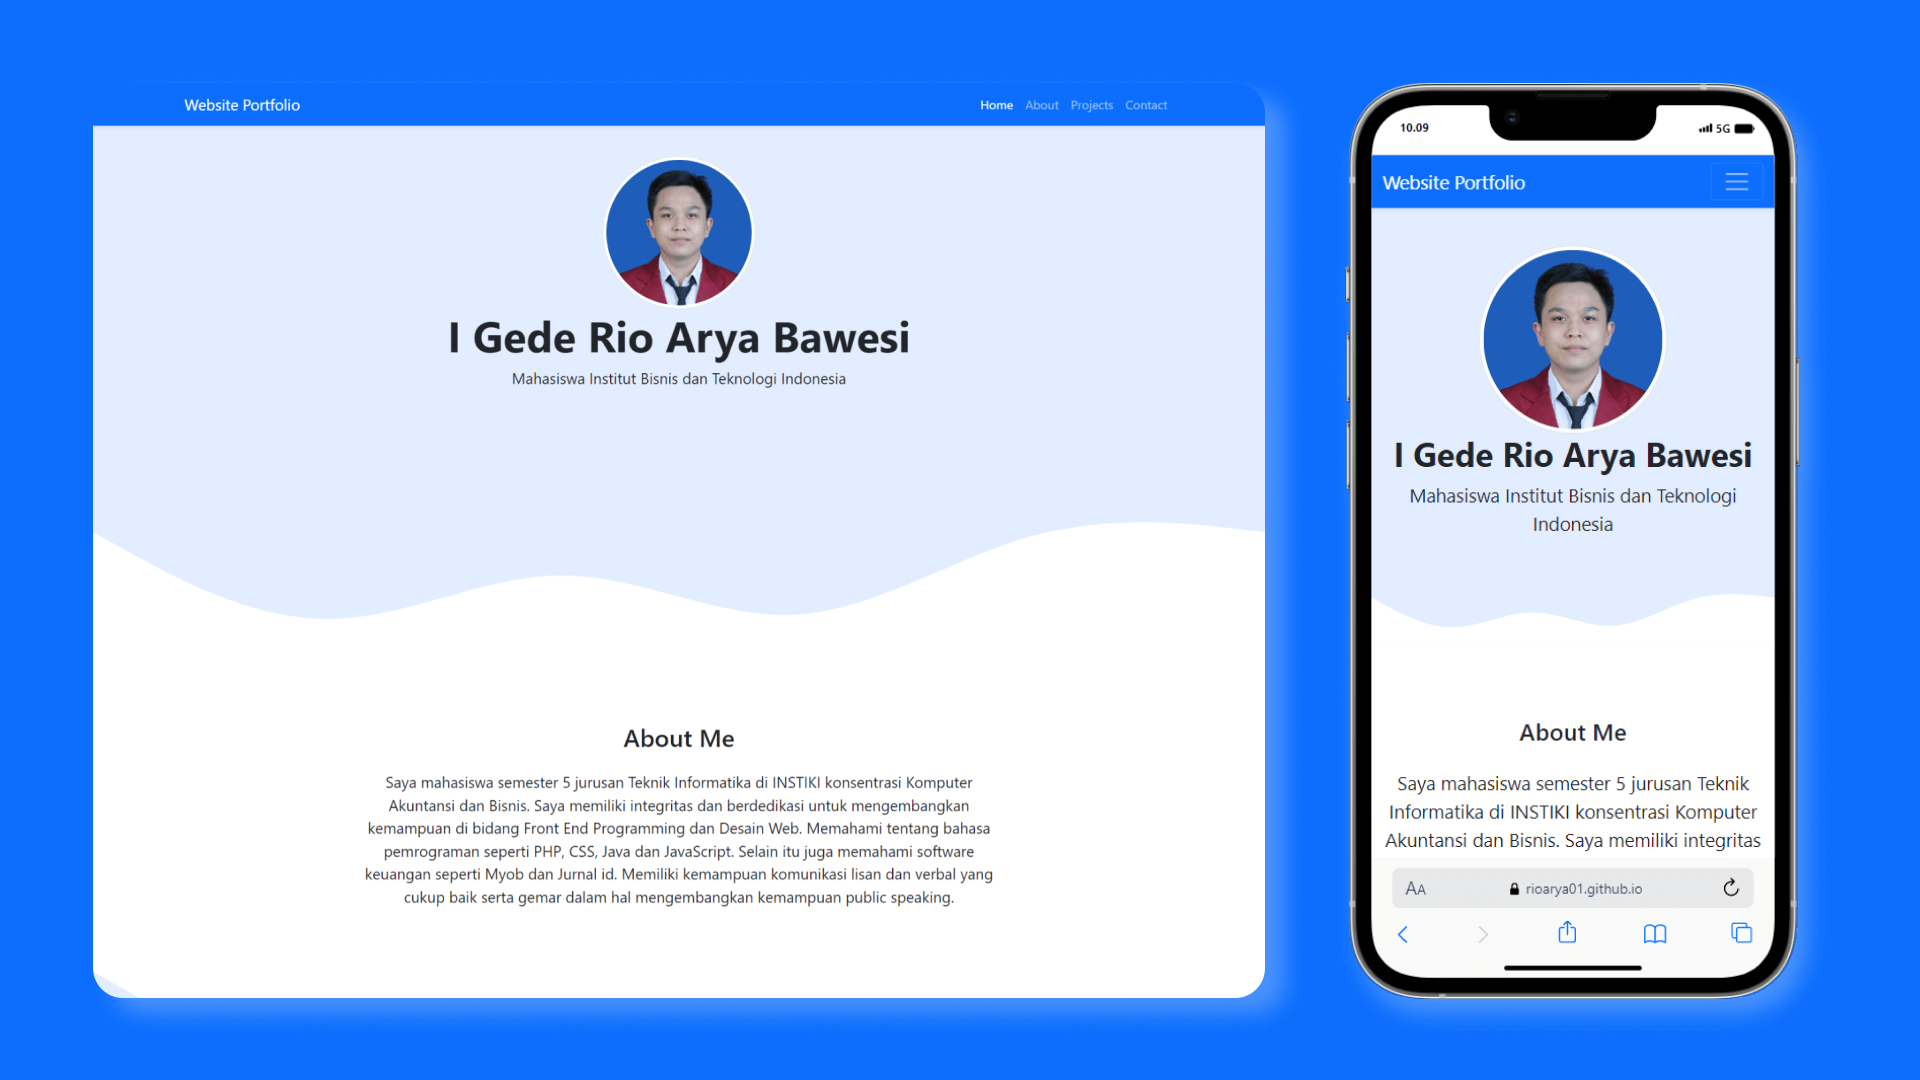 Website Portfolio
Home About Projects Contact
I Gede Rio Arya Bawesi
Mahasiswa Institut Bisnis dan Teknologi Indonesia
About Me
Saya mahasiswa semester 5 jurusan Teknik Informatika di INSTIKI konsentrasi Komputer
Akuntansi dan Bisnis. Saya memiliki integritas dan berdedikasi untuk mengembangkan
kemampuan di bidang Front End Programming dan Desain Web. Memahami tentang bahasa
pemrograman seperti PHP, CSS, Java dan JavaScript. Selain itu juga memahami software
keuangan seperti Myob dan Jurnal id. Memiliki kemampuan komunikasi lisan dan verbal yang
cukup baik serta gemar dalam hal mengembangkan kemampuan public speaking.
10.09
5G
Website Portfolio
I Gede Rio Arya Bawesi
Mahasiswa Institut Bisnis dan Teknologi
Indonesia
About Me
Saya mahasiswa semester 5 jurusan Teknik
Informatika di INSTIKI konsentrasi Komputer
Akuntansi dan Bisnis. Saya memiliki integritas
AA
rioarya01.github.io